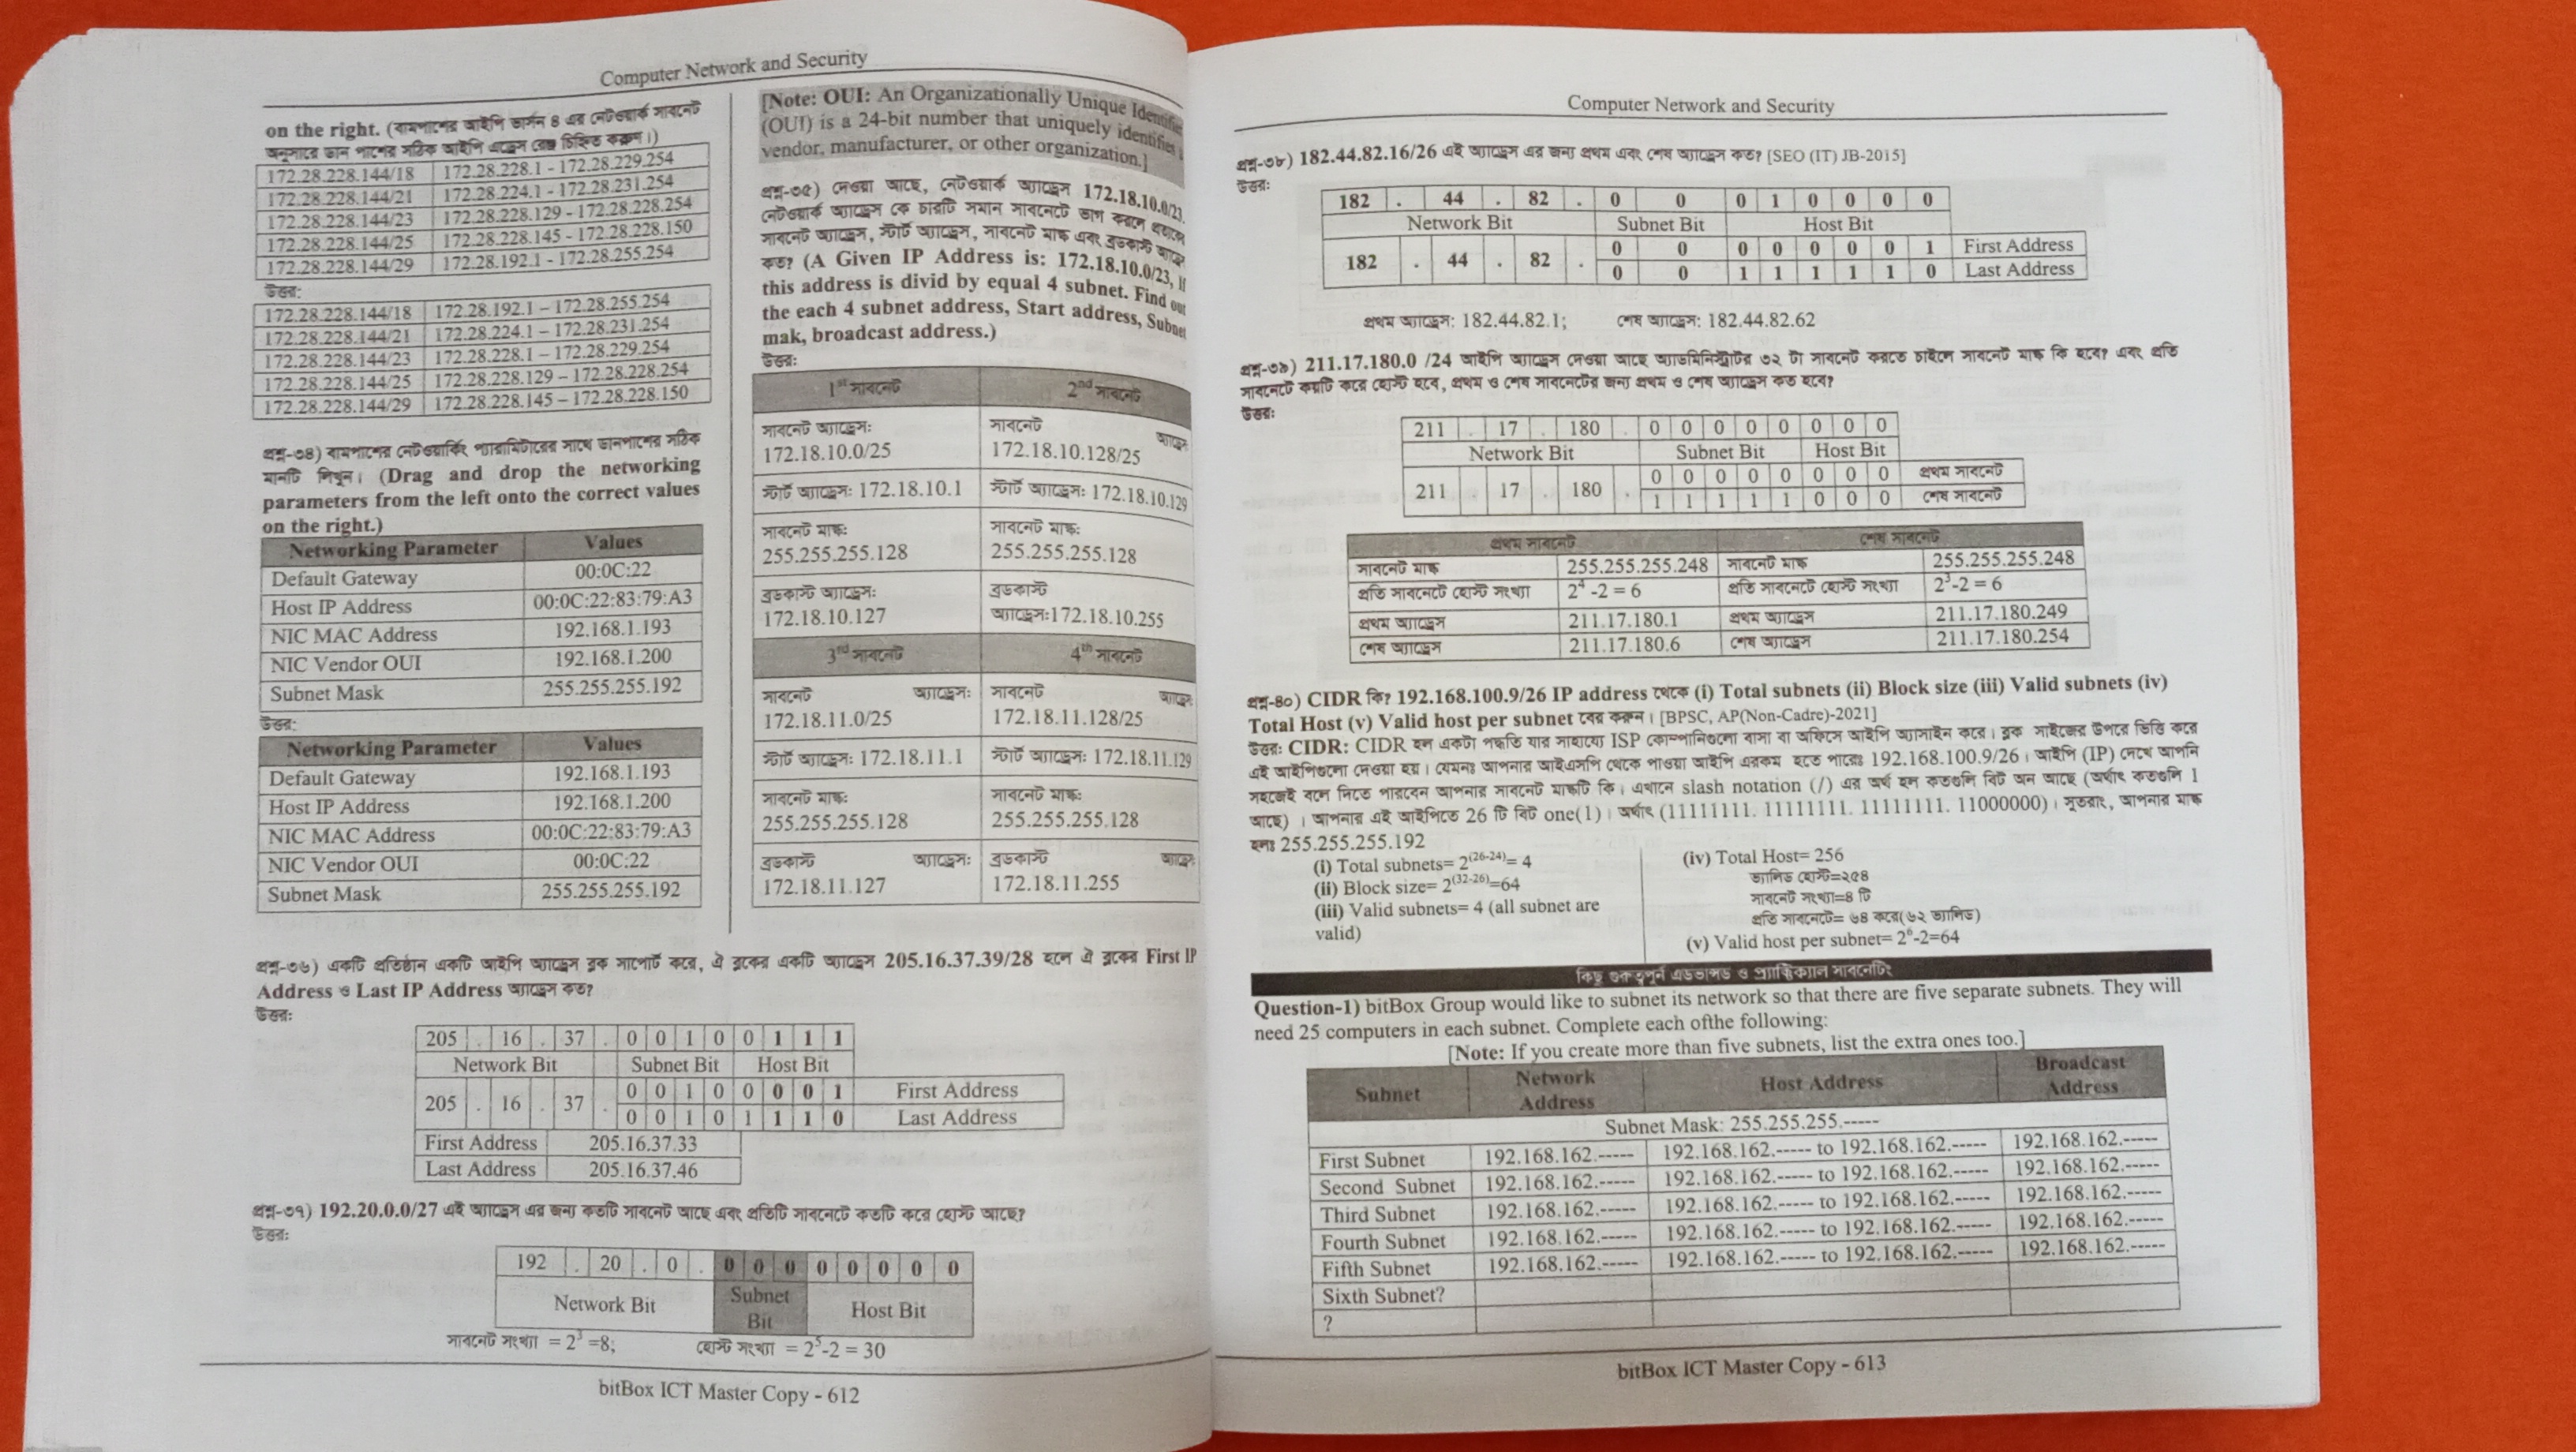 Computer Network and Security
on the right. (বামপাশের আইপি ভার্সন 4 এর নেটওয়ার্ক সাবনেট
অনুসারে ডান পাশের সঠিক আইপি এড্রেস রেঞ্জ চিহ্নিত করুন।)
172.28.228.144/18 172.28.228.1 - 172.28.229.254
172.28.228.144/21 172.28.224.1 - 172.28.231.254
172.28.228.144/23 172.28.228.129 - 172.28.228.254
172.28.228.144/25 172.28.228.145 - 172.28.228.150
172.28.228.144/29 172.28.192.1 - 172.28.255.254
উত্তর:
172.28.228.144/18 172.28.192.1 – 172.28.255.254
172.28.228.144/21 172.28.224.1 – 172.28.231.254
172.28.228.144/23 172.28.228.1 – 172.28.229.254
172.28.228.144/25 172.28.228.129 – 172.28.228.254
172.28.228.144/29 172.28.228.145 – 172.28.228.150
প্রশ্ন-৩৪) বামপাশের নেটওয়ার্কিং প্যারামিটারের সাথে ডানপাশের সঠিক
মানটি লিখুন। (Drag and drop the networking
parameters from the left onto the correct values
on the right.)
Networking Parameter Values
Default Gateway 00:0C:22
Host IP Address 00:0C:22:83:79:A3
NIC MAC Address 192.168.1.193
NIC Vendor OUI 192.168.1.200
Subnet Mask 255.255.255.192
উত্তর:
Networking Parameter Values
Default Gateway 192.168.1.193
Host IP Address 192.168.1.200
NIC MAC Address 00:0C:22:83:79:A3
NIC Vendor OUI 00:0C:22
Subnet Mask 255.255.255.192
[Note: OUI: An Organizationally Unique Identifier
(OUI) is a 24-bit number that uniquely identifies a
vendor, manufacturer, or other organization.]
প্রশ্ন-৩৫) দেওয়া আছে, নেটওয়ার্ক অ্যাড্রেস 172.18.10.0/23.
নেটওয়ার্ক অ্যাড্রেস কে চারটি সমান সাবনেটে ভাগ করলে প্রত্যেক
সাবনেট অ্যাড্রেস, স্টার্ট অ্যাড্রেস, সাবনেট মাস্ক এবং ব্রডকাস্ট অ্যাড্রেস
কত? (A Given IP Address is: 172.18.10.0/23, If
this address is divid by equal 4 subnet. Find out
the each 4 subnet address, Start address, Subnet
mak, broadcast address.)
উত্তর:
1st সাবনেট 2nd সাবনেট
সাবনেট অ্যাড্রেস: সাবনেট অ্যাড্রেস
172.18.10.0/25 172.18.10.128/25
স্টার্ট অ্যাড্রেস: 172.18.10.1 স্টার্ট অ্যাড্রেস: 172.18.10.129
সাবনেট মাস্ক: সাবনেট মাস্ক:
255.255.255.128 255.255.255.128
ব্রডকাস্ট অ্যাড্রেস: ব্রডকাস্ট
172.18.10.127 অ্যাড্রেস:172.18.10.255
3rd সাবনেট 4th সাবনেট
সাবনেট অ্যাড্রেস: সাবনেট অ্যাড্রেস
172.18.11.0/25 172.18.11.128/25
স্টার্ট অ্যাড্রেস: 172.18.11.1 স্টার্ট অ্যাড্রেস: 172.18.11.129
সাবনেট মাস্ক: সাবনেট মাস্ক:
255.255.255.128 255.255.255.128
ব্রডকাস্ট অ্যাড্রেস: ব্রডকাস্ট অ্যাড্রেস
172.18.11.127 172.18.11.255
প্রশ্ন-৩৬) একটি প্রতিষ্ঠান একটি আইপি অ্যাড্রেস ব্লক সাপোর্ট করে, ঐ ব্লকের একটি অ্যাড্রেস 205.16.37.39/28 হলে ঐ ব্লকের First IP
Address ও Last IP Address অ্যাড্রেস কত?
উত্তর:
205 . 16 . 37 . 0 0 1 0 0 1 1 1
Network Bit Subnet Bit Host Bit
205 . 16 . 37 . 0 0 1 0 0 0 0 1 First Address
0 0 1 0 1 1 1 0 Last Address
First Address 205.16.37.33
Last Address 205.16.37.46
প্রশ্ন-৩৭) 192.20.0.0/27 এই অ্যাড্রেস এর জন্য কতটি সাবনেট আছে এবং প্রতিটি সাবনেটে কতটি করে হোস্ট আছে?
উত্তর:
192 . 20 . 0 . 0 0 0 0 0 0 0 0
Network Bit Subnet Bit Host Bit
সাবনেট সংখ্যা = 2³ =8; হোস্ট সংখ্যা = 2⁵-2 = 30
bitBox ICT Master Copy - 612
Computer Network and Security
প্রশ্ন-৩৮) 182.44.82.16/26 এই অ্যাড্রেস এর জন্য প্রথম এবং শেষ অ্যাড্রেস কত? [SEO (IT) JB-2015]
উত্তর:
182 . 44 . 82 . 0 0 0 1 0 0 0 0
Network Bit Subnet Bit Host Bit
182 . 44 . 82 . 0 0 0 0 0 0 0 1 First Address
0 0 1 1 1 1 1 0 Last Address
প্রথম অ্যাড্রেস: 182.44.82.1; শেষ অ্যাড্রেস: 182.44.82.62
প্রশ্ন-৩৯) 211.17.180.0 /24 আইপি অ্যাড্রেস দেওয়া আছে অ্যাডমিনিস্ট্রাটর ৩২ টা সাবনেট করতে চাইলে সাবনেট মাস্ক কি হবে? এবং প্রতি
সাবনেটে কয়টি করে হোস্ট হবে, প্রথম ও শেষ সাবনেটের জন্য প্রথম ও শেষ অ্যাড্রেস কত হবে?
উত্তর:
211 . 17 . 180 . 0 0 0 0 0 0 0 0
Network Bit Subnet Bit Host Bit
211 . 17 . 180 . 0 0 0 0 0 0 0 0 প্রথম সাবনেট
1 1 1 1 1 0 0 0 শেষ সাবনেট
প্রথম সাবনেট শেষ সাবনেট
সাবনেট মাস্ক 255.255.255.248 সাবনেট মাস্ক 255.255.255.248
প্রতি সাবনেটে হোস্ট সংখ্যা 2⁴ -2 = 6 প্রতি সাবনেটে হোস্ট সংখ্যা 2³-2 = 6
প্রথম অ্যাড্রেস 211.17.180.1 প্রথম অ্যাড্রেস 211.17.180.249
শেষ অ্যাড্রেস 211.17.180.6 শেষ অ্যাড্রেস 211.17.180.254
প্রশ্ন-৪০) CIDR কি? 192.168.100.9/26 IP address থেকে (i) Total subnets (ii) Block size (iii) Valid subnets (iv)
Total Host (v) Valid host per subnet বের করুন। [BPSC, AP(Non-Cadre)-2021]
উত্তর: CIDR: CIDR হল একটা পদ্ধতি যার সাহায্যে ISP কোম্পানিগুলো বাসা বা অফিসে আইপি অ্যাসাইন করে। ব্লক সাইজের উপরে ভিত্তি করে
এই আইপিগুলো দেওয়া হয়। যেমনঃ আপনার আইএসপি থেকে পাওয়া আইপি এরকম হতে পারেঃ 192.168.100.9/26। আইপি (IP) দেখে আপনি
সহজেই বলে দিতে পারবেন আপনার সাবনেট মাস্কটি কি। এখানে slash notation (/) এর অর্থ হল কতগুলি বিট অন আছে (অর্থাৎ কতগুলি 1
আছে) । আপনার এই আইপিতে 26 টি বিট one(1)। অর্থাৎ (11111111. 11111111. 11111111. 11000000)। সুতরাং, আপনার মাস্ক
হলঃ 255.255.255.192
(i) Total subnets= 2⁽²⁶⁻²⁴⁾= 4
(ii) Block size= 2⁽³²⁻²⁶⁾=64
(iii) Valid subnets= 4 (all subnet are
valid)
(iv) Total Host= 256
ভ্যালিড হোস্ট=২৫৪
সাবনেট সংখ্যা=৪ টি
প্রতি সাবনেটে= ৬৪ করে(৬২ ভ্যালিড)
(v) Valid host per subnet= 2⁶-2=64
কিছু গুরুত্বপূর্ন এডভান্সড ও প্র্যাক্টিক্যাল সাবনেটিং
Question-1) bitBox Group would like to subnet its network so that there are five separate subnets. They will
need 25 computers in each subnet. Complete each ofthe following:
[Note: If you create more than five subnets, list the extra ones too.]
Subnet Network Address Host Address Broadcast Address
Subnet Mask: 255.255.255.-----
First Subnet 192.168.162.----- 192.168.162.----- to 192.168.162.----- 192.168.162.-----
Second Subnet 192.168.162.----- 192.168.162.----- to 192.168.162.----- 192.168.162.-----
Third Subnet 192.168.162.----- 192.168.162.----- to 192.168.162.----- 192.168.162.-----
Fourth Subnet 192.168.162.----- 192.168.162.----- to 192.168.162.----- 192.168.162.-----
Fifth Subnet 192.168.162.----- 192.168.162.----- to 192.168.162.----- 192.168.162.-----
Sixth Subnet?
?
bitBox ICT Master Copy - 613